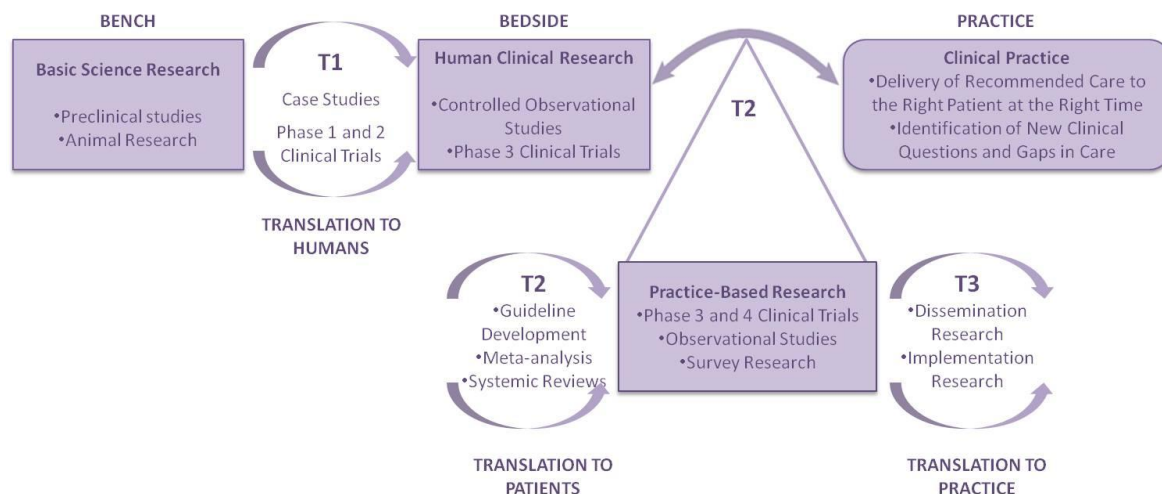 BENCH
Basic Science Research
•Preclinical studies
•Animal Research
T1
Case Studies
Phase 1 and 2
Clinical Trials
TRANSLATION TO
HUMANS
BEDSIDE
Human Clinical Research
•Controlled Observational
Studies
•Phase 3 Clinical Trials
T2
PRACTICE
Clinical Practice
•Delivery of Recommended Care to
the Right Patient at the Right Time
•Identification of New Clinical
Questions and Gaps in Care
T2
•Guideline
Development
•Meta-analysis
•Systemic Reviews
TRANSLATION TO
PATIENTS
Practice-Based Research
•Phase 3 and 4 Clinical Trials
•Observational Studies
•Survey Research
T3
•Dissemination
Research
•Implementation
Research
TRANSLATION TO
PRACTICE